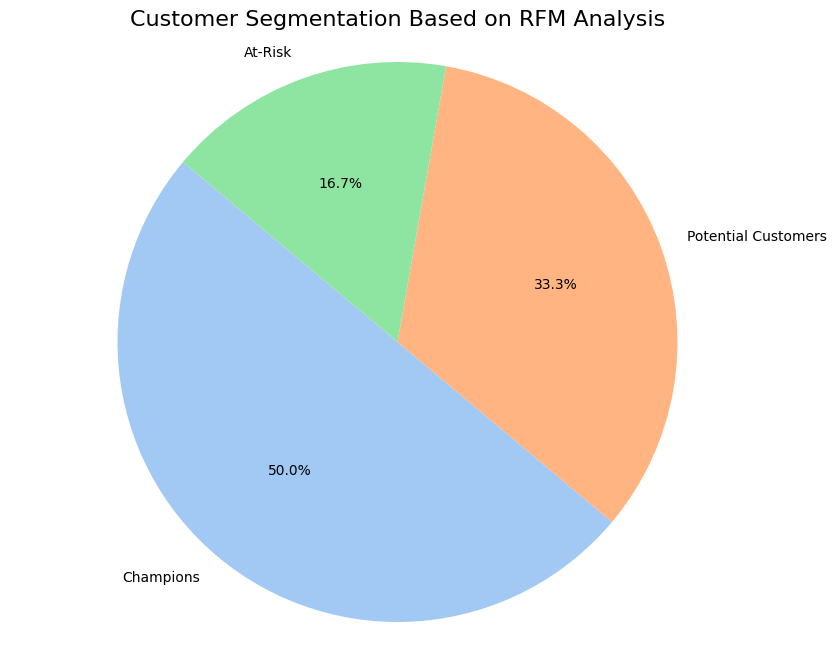 Customer Segmentation Based on RFM Analysis
At-Risk
16.7%
Potential Customers
33.3%
50.0%
Champions